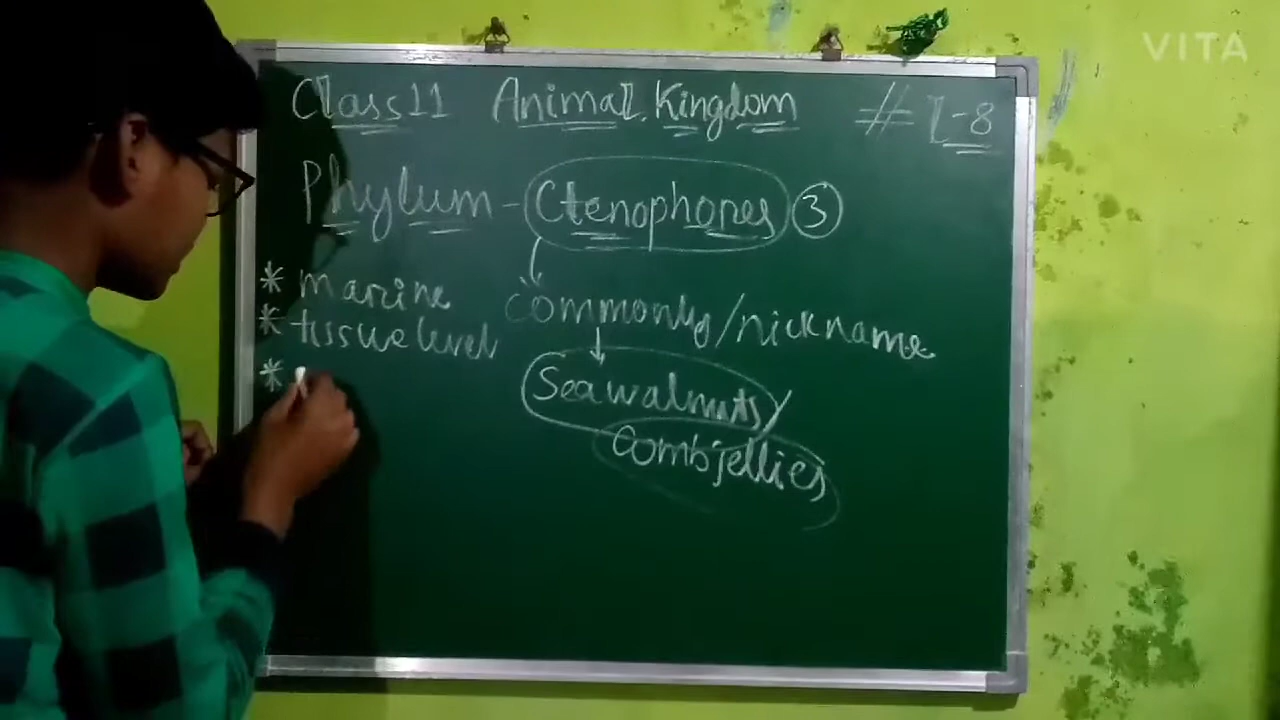 VITA
Class 11 Animal Kingdom # L-8
Phylum - Ctenophores 3
* marine
* tissue level
*
commonly/nickname
Seawalnuts/
Combjellies